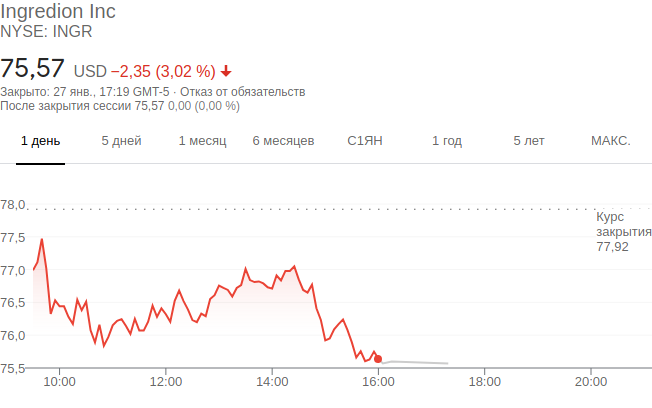 Ingredion Inc
NYSE: INGR
75,57 USD −2,35 (3,02 %)
Закрыто: 27 янв., 17:19 GMT-5 · Отказ от обязательств
После закрытия сессии 75,57 0,00 (0,00 %)
1 день 5 дней 1 месяц 6 месяцев С1ЯН 1 год 5 лет МАКС.
78,0
Курс
закрытия
77,92
77,5
77,0
76,5
76,0
75,5
10:00 12:00 14:00 16:00 18:00 20:00